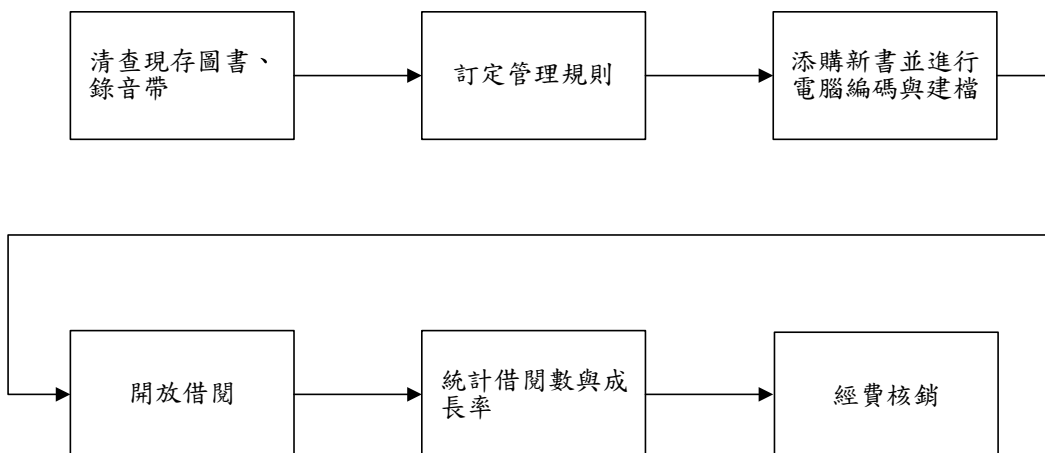 清查現存圖書、
錄音帶
訂定管理規則
添購新書並進行
電腦編碼與建檔
開放借閱
統計借閱數與成
長率
經費核銷